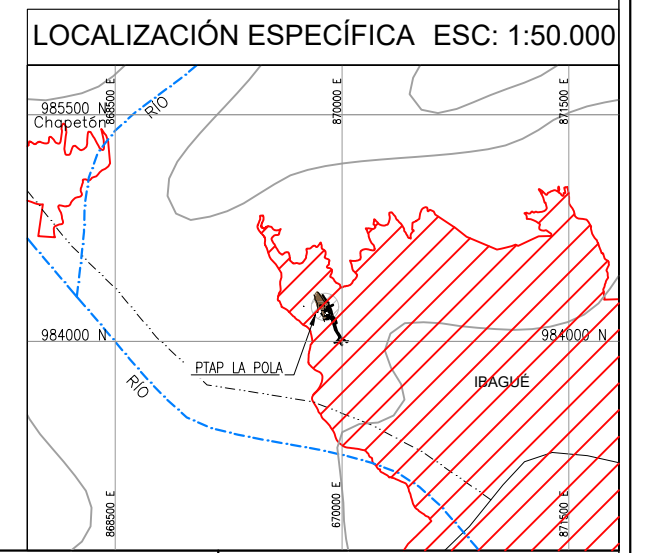 LOCALIZACIÓN ESPECÍFICA ESC: 1:50.000
985500 N
Chapetón
868500 E
RÍO
870000 E
871500 E
984000 N
984000 N
PTAP LA POLA
IBAGUÉ
RÍO
868500 E
670000 E
871500 E